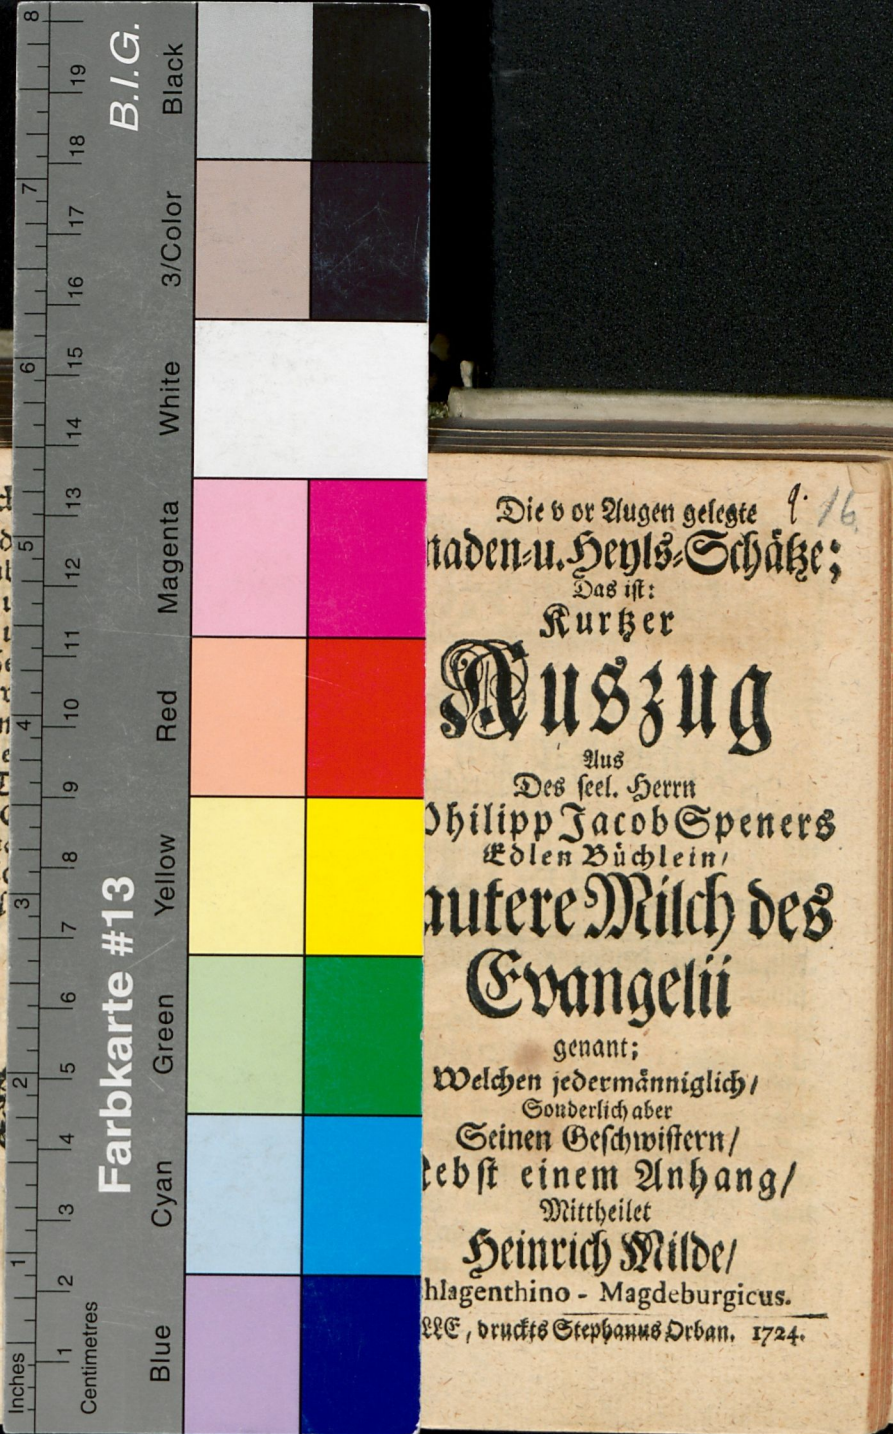 Die vor Augen gelegte 9. 16
naden-u. Heyls-Schätze;
Das ist:
Kurtzer
Auszug
Aus
Des seel. Herrn
Philipp Jacob Speners
Edlen Büchlein/
autere Milch des
Evangelii
genant;
Welchen jedermänniglich/
Sonderlich aber
Seinen Geschwistern/
ebst einem Anhang/
Mittheilet
Heinrich Milde/
hlagenthino - Magdeburgicus.
LLE, druckts Stephanus Orban. 1724.
B.I.G.
Farbkarte #13
Black
3/Color
White
Magenta
Red
Yellow
Green
Cyan
Blue
Inches
1 2 3 4 5 6 7 8
Centimetres
1 2 3 4 5 6 7 8 9 10 11 12 13 14 15 16 17 18 19